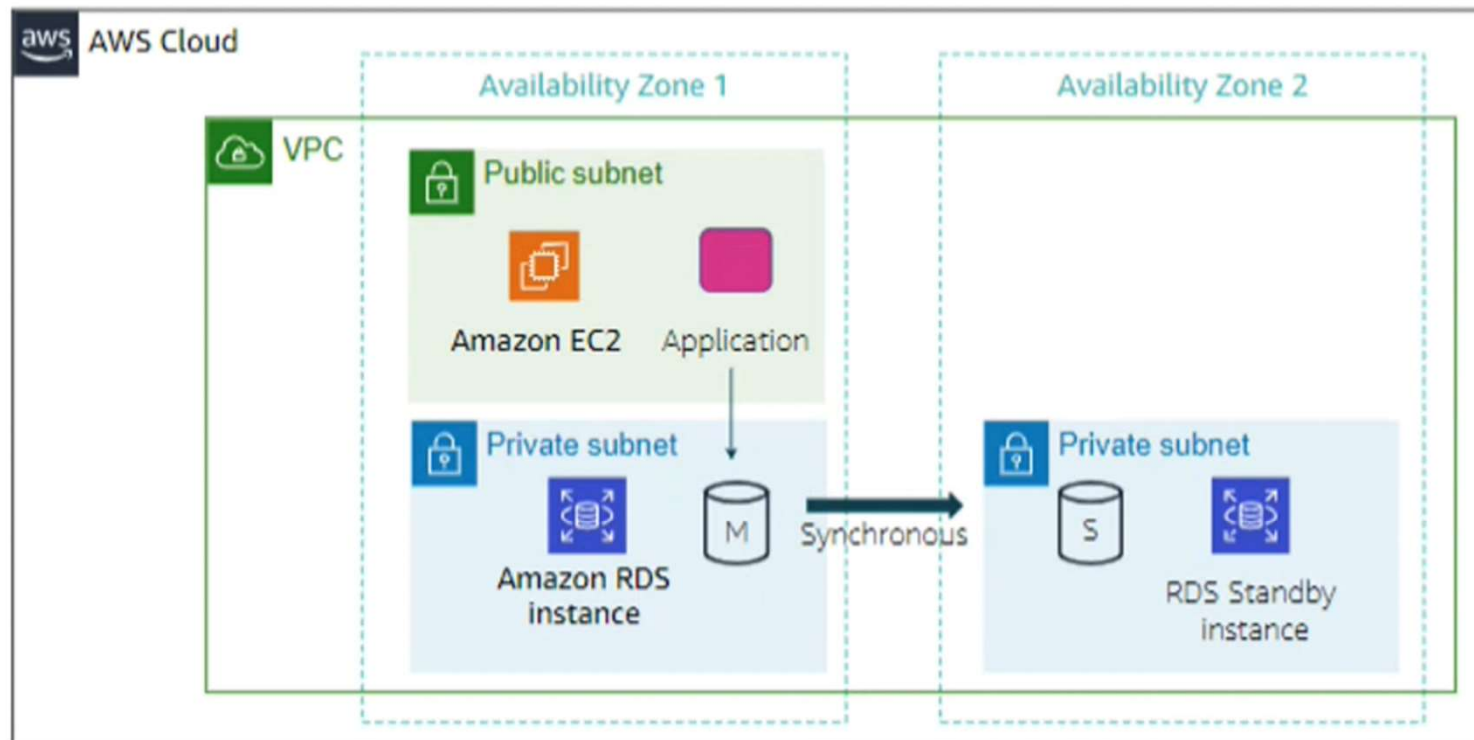 aws AWS Cloud
Availability Zone 1
Availability Zone 2
VPC
Public subnet
Amazon EC2
Application
Private subnet
M
Amazon RDS
instance
Synchronous
Private subnet
S
RDS Standby
instance